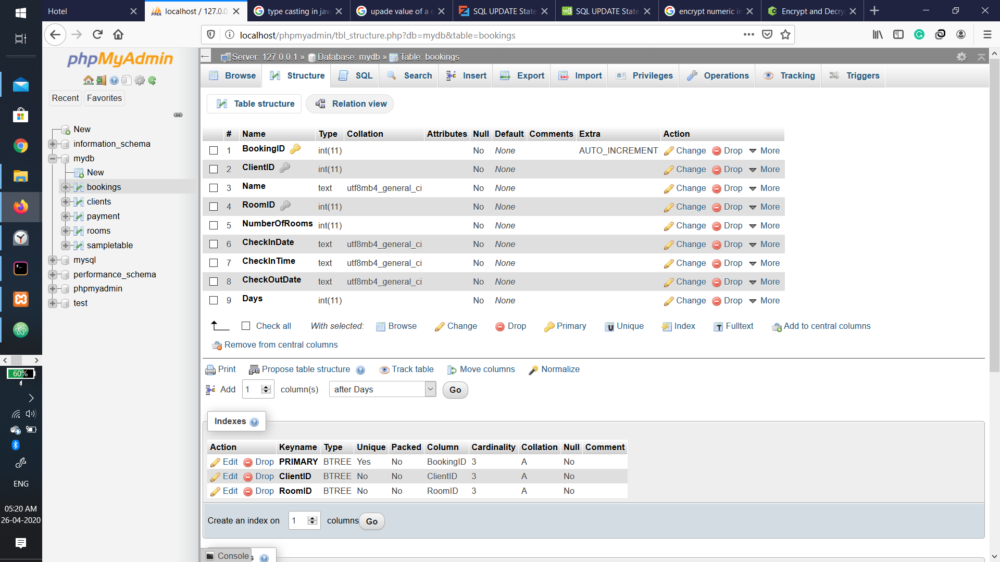 Hotel
localhost / 127.0.0
type casting in jav
upade value of a c
SQL UPDATE State
SQL UPDATE State
encrypt numeric in
Encrypt and Decry
localhost/phpmyadmin/tbl_structure.php?db=mydb&table=bookings
phpMyAdmin
Recent
Favorites
New
information_schema
mydb
New
bookings
clients
payment
rooms
sampletable
mysql
performance_schema
phpmyadmin
test
60%
ENG
05:20 AM
26-04-2020
Server: 127.0.0.1 » Database: mydb » Table: bookings
Browse Structure SQL Search Insert Export Import Privileges Operations Tracking Triggers
Table structure Relation view
# Name Type Collation Attributes Null Default Comments Extra Action
1 BookingID int(11) No None AUTO_INCREMENT Change Drop More
2 ClientID int(11) No None Change Drop More
3 Name text utf8mb4_general_ci No None Change Drop More
4 RoomID int(11) No None Change Drop More
5 NumberOfRooms int(11) No None Change Drop More
6 CheckInDate text utf8mb4_general_ci No None Change Drop More
7 CheckInTime text utf8mb4_general_ci No None Change Drop More
8 CheckOutDate text utf8mb4_general_ci No None Change Drop More
9 Days int(11) No None Change Drop More
Check all With selected: Browse Change Drop Primary Unique Index Fulltext Add to central columns
Remove from central columns
Print Propose table structure Track table Move columns Normalize
Add 1 column(s) after Days Go
Indexes
Action Keyname Type Unique Packed Column Cardinality Collation Null Comment
Edit Drop PRIMARY BTREE Yes No BookingID 3 A No
Edit Drop ClientID BTREE No No ClientID 3 A No
Edit Drop RoomID BTREE No No RoomID 3 A No
Create an index on 1 columns Go
Console